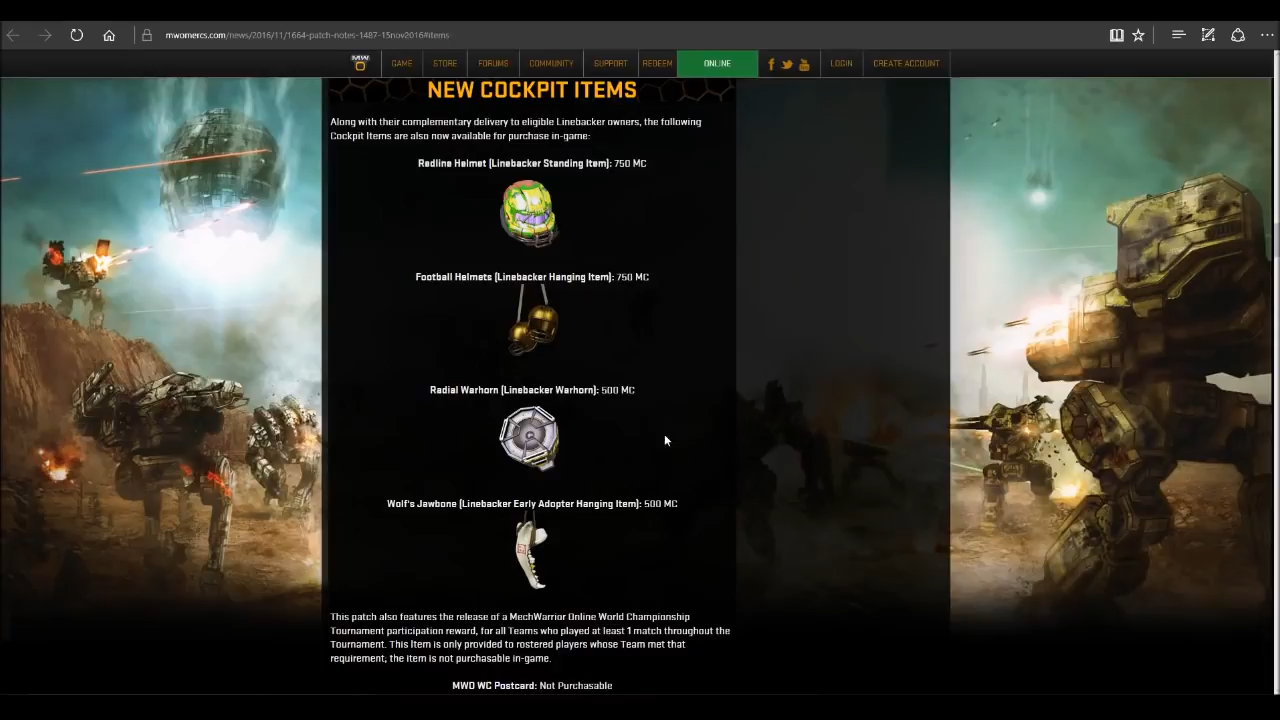 mwomercs.com/news/2016/11/1664-patch-notes-1487-15nov2016#items
MW
GAME
STORE
FORUMS
COMMUNITY
SUPPORT
REDEEM
ONLINE
LOGIN
CREATE ACCOUNT
NEW COCKPIT ITEMS
Along with their complementary delivery to eligible Linebacker owners, the following
Cockpit Items are also now available for purchase in-game:
Redline Helmet (Linebacker Standing Item): 750 MC
Football Helmets (Linebacker Hanging Item): 750 MC
Radial Warhorn (Linebacker Warhorn): 500 MC
Wolf's Jawbone (Linebacker Early Adopter Hanging Item): 500 MC
This patch also features the release of a MechWarrior Online World Championship
Tournament participation reward, for all Teams who played at least 1 match throughout the
Tournament. This Item is only provided to rostered players whose Team met that
requirement; the item is not purchasable in-game.
MWO WC Postcard: Not Purchasable